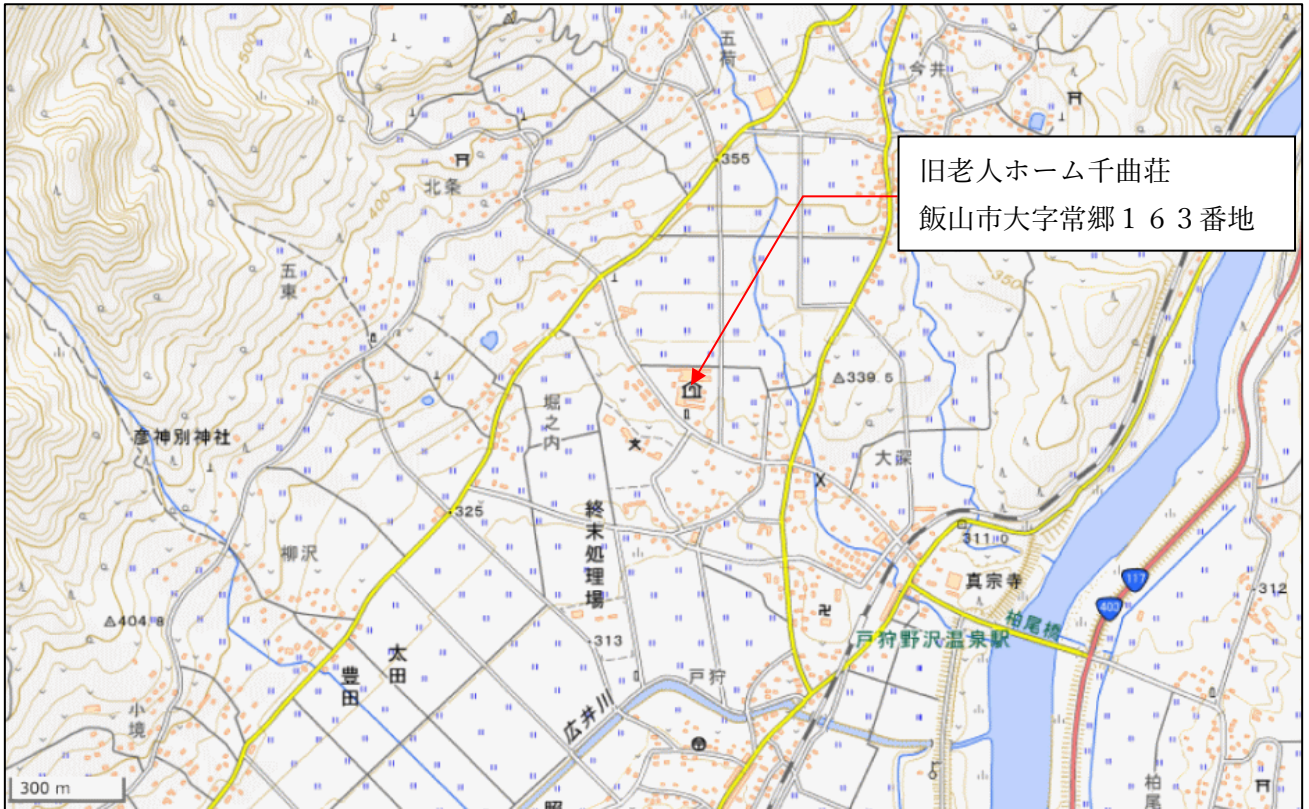 500
五荷
今井
355
旧老人ホーム千曲荘
飯山市大字常郷163番地
北条
400
五束
350
339.5
堀之内
彦神別神社
大深
325
終末処理場
311.0
柳沢
真宗寺
117
403
312
404.8
柏尾橋
戸狩野沢温泉駅
313
太田
豊田
戸狩
小境
広井川
300 m
柏尾